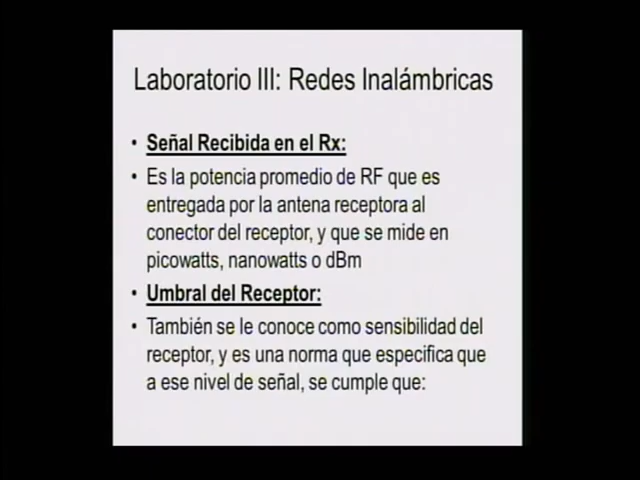 Laboratorio III: Redes Inalámbricas
• Señal Recibida en el Rx:
• Es la potencia promedio de RF que es
entregada por la antena receptora al
conector del receptor, y que se mide en
picowatts, nanowatts o dBm
• Umbral del Receptor:
• También se le conoce como sensibilidad del
receptor, y es una norma que especifica que
a ese nivel de señal, se cumple que: